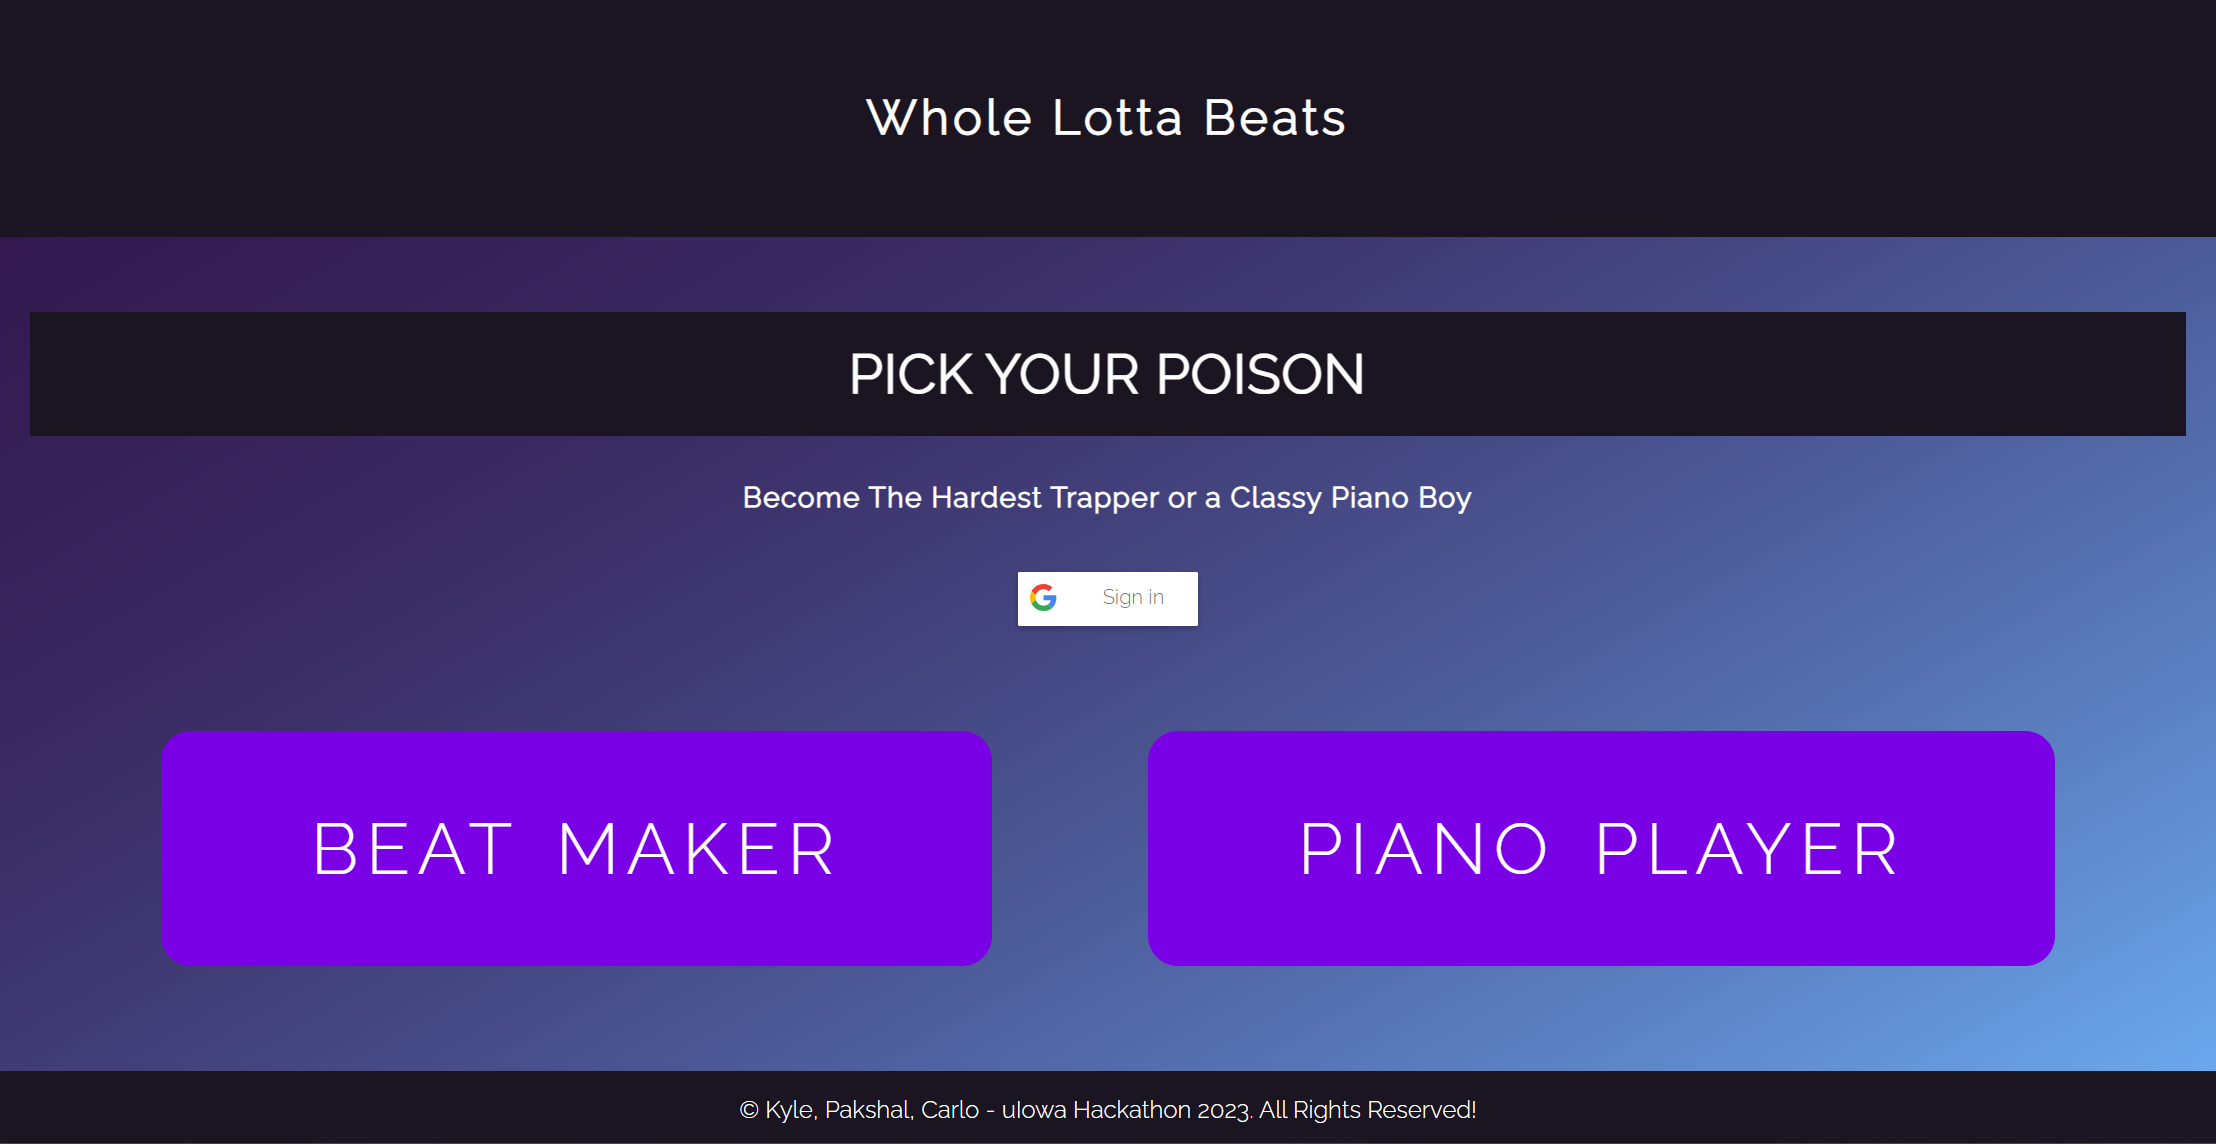 Whole Lotta Beats
PICK YOUR POISON
Become The Hardest Trapper or a Classy Piano Boy
Sign in
BEAT MAKER
PIANO PLAYER
© Kyle, Pakshal, Carlo - uIowa Hackathon 2023. All Rights Reserved!